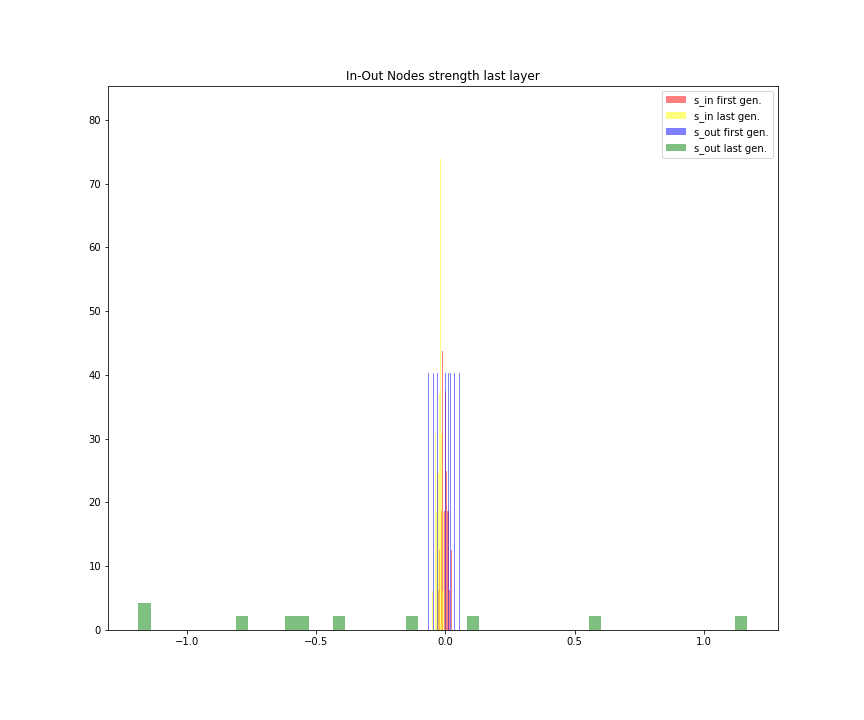 In-Out Nodes strength last layer
s_in first gen.
s_in last gen.
s_out first gen.
s_out last gen.
80
70
60
50
40
30
20
10
0
−1.0 −0.5 0.0 0.5 1.0